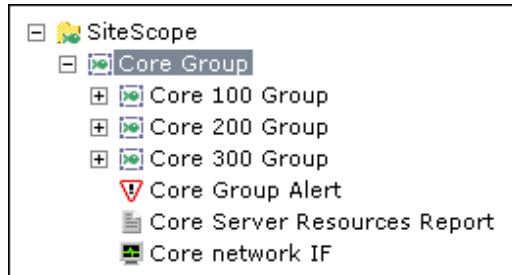 SiteScope
Core Group
Core 100 Group
Core 200 Group
Core 300 Group
Core Group Alert
Core Server Resources Report
Core network IF